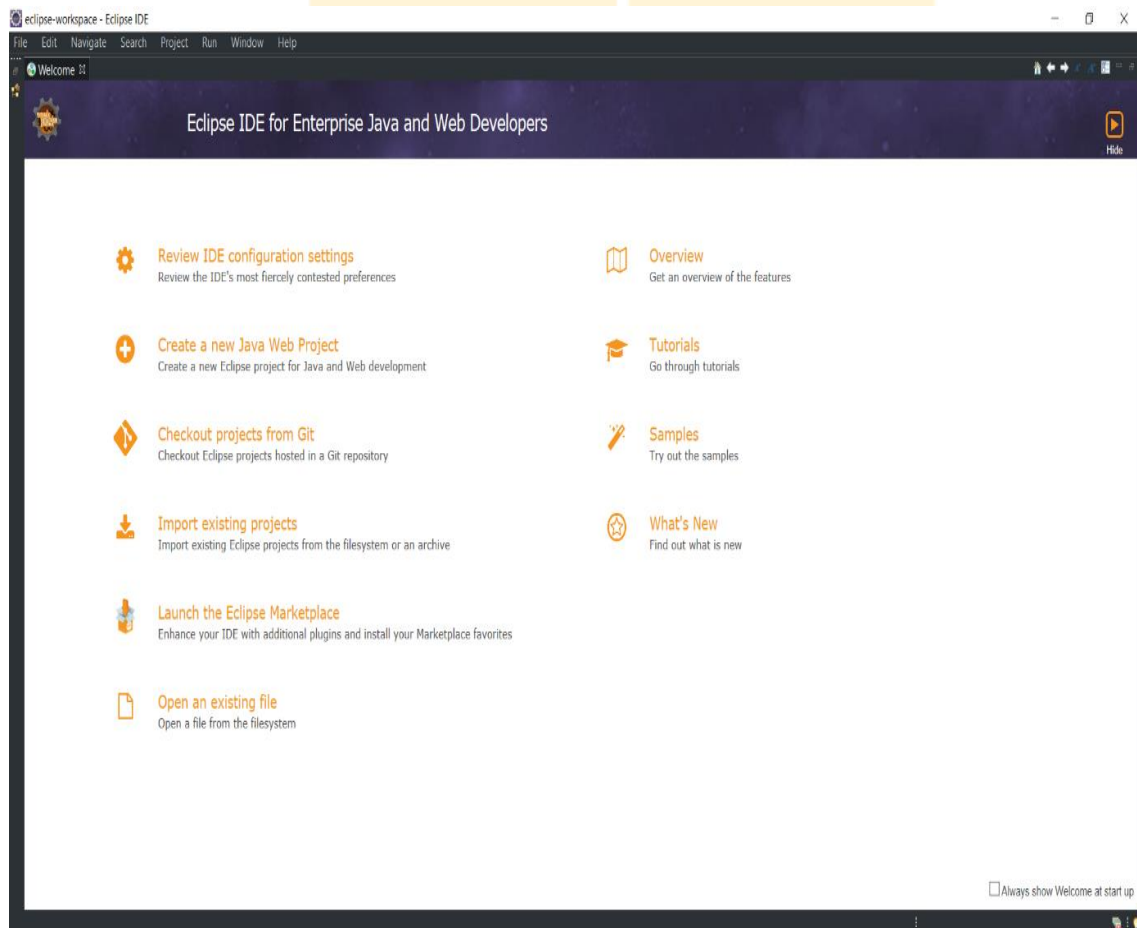 eclipse-workspace - Eclipse IDE
File Edit Navigate Search Project Run Window Help
Welcome
Eclipse IDE for Enterprise Java and Web Developers
Hide
Review IDE configuration settings
Review the IDE's most fiercely contested preferences
Create a new Java Web Project
Create a new Eclipse project for Java and Web development
Checkout projects from Git
Checkout Eclipse projects hosted in a Git repository
Import existing projects
Import existing Eclipse projects from the filesystem or an archive
Launch the Eclipse Marketplace
Enhance your IDE with additional plugins and install your Marketplace favorites
Open an existing file
Open a file from the filesystem
Overview
Get an overview of the features
Tutorials
Go through tutorials
Samples
Try out the samples
What's New
Find out what is new
Always show Welcome at start up